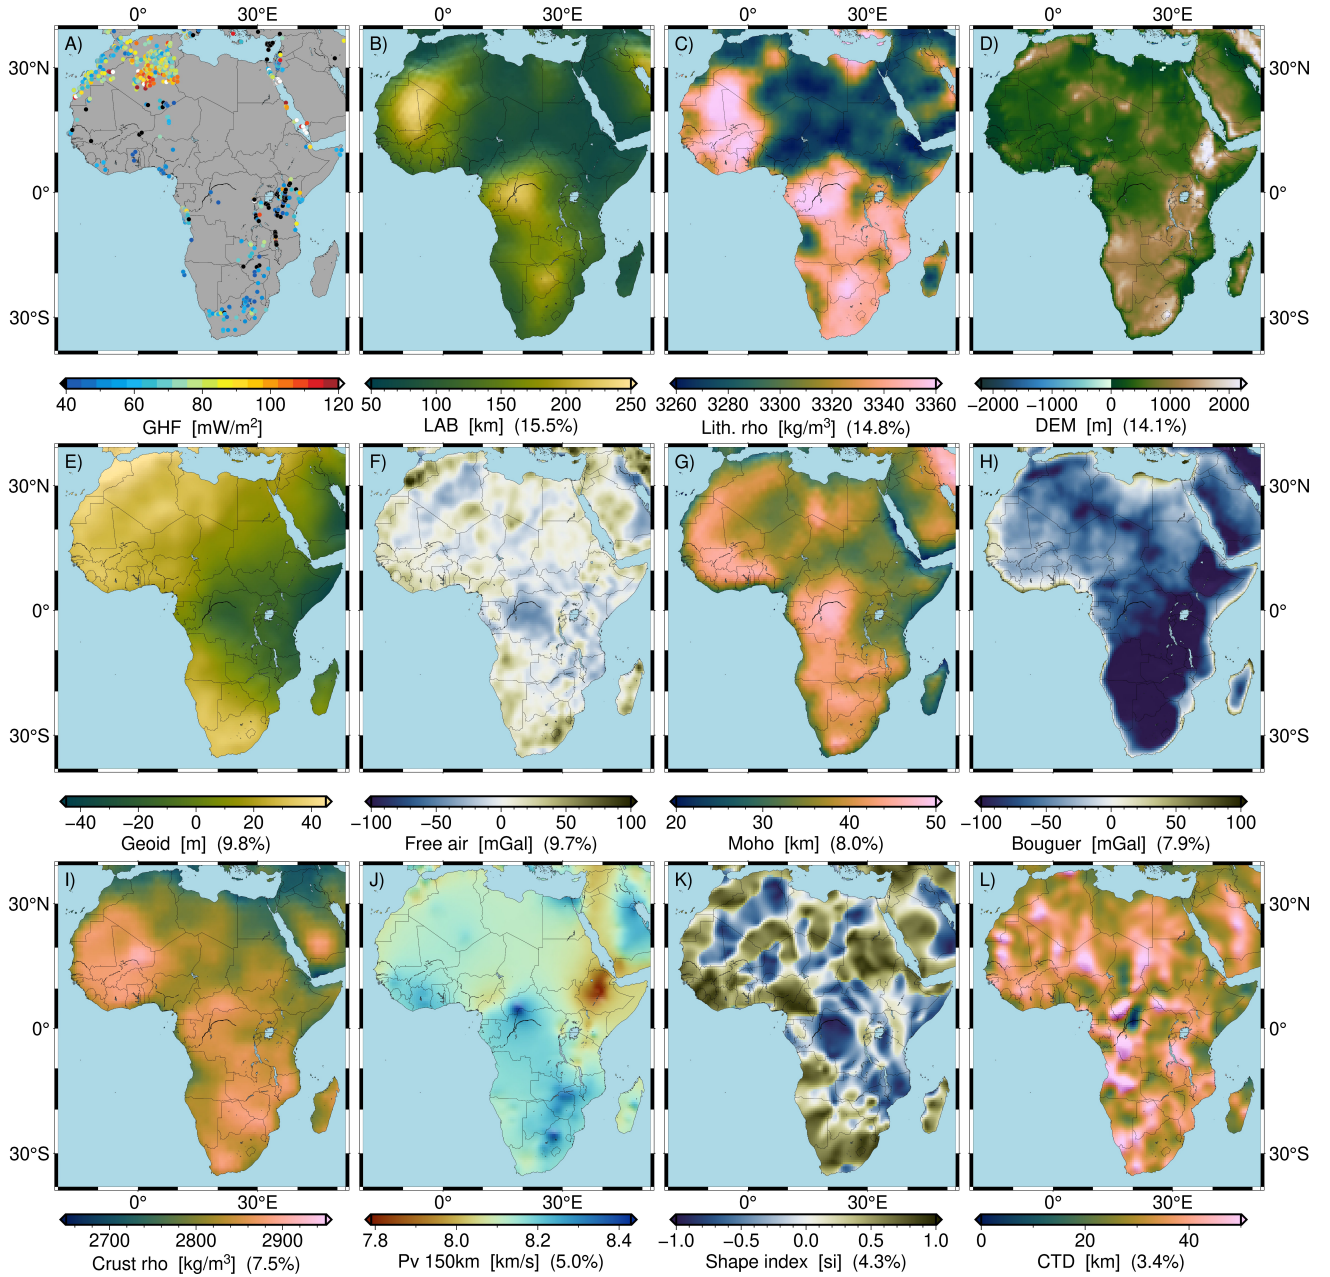 0° 30°E 0° 30°E
A) B) C) D)
30°N 30°N
0° 0°
30°S 30°S
40 60 80 100 120 50 100 150 200 250 3260 3280 3300 3320 3340 3360 −2000 −1000 0 1000 2000
GHF [mW/m²] LAB [km] (15.5%) Lith. rho [kg/m³] (14.8%) DEM [m] (14.1%)
E) F) G) H)
30°N 30°N
0° 0°
30°S 30°S
−40 −20 0 20 40 −100 −50 0 50 100 20 30 40 50 −100 −50 0 50 100
Geoid [m] (9.8%) Free air [mGal] (9.7%) Moho [km] (8.0%) Bouguer [mGal] (7.9%)
I) J) K) L)
30°N 30°N
0° 0°
30°S 30°S
0° 30°E 0° 30°E 0° 30°E 0° 30°E
2700 2800 2900 7.8 8.0 8.2 8.4 −1.0 −0.5 0.0 0.5 1.0 0 20 40
Crust rho [kg/m³] (7.5%) Pv 150km [km/s] (5.0%) Shape index [si] (4.3%) CTD [km] (3.4%)